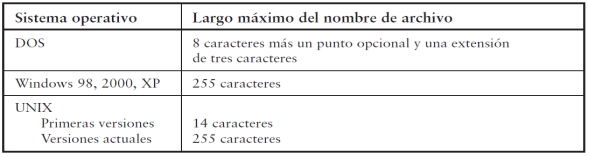 Sistema operativo Largo máximo del nombre de archivo
DOS 8 caracteres más un punto opcional y una extensión
de tres caracteres
Windows 98, 2000, XP 255 caracteres
UNIX
Primeras versiones 14 caracteres
Versiones actuales 255 caracteres